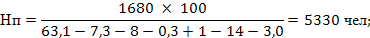 Нп = 1680 × 100 / 63,1 − 7,3 − 8 − 0,3 + 1 − 14 − 3,0 = 5330 чел;